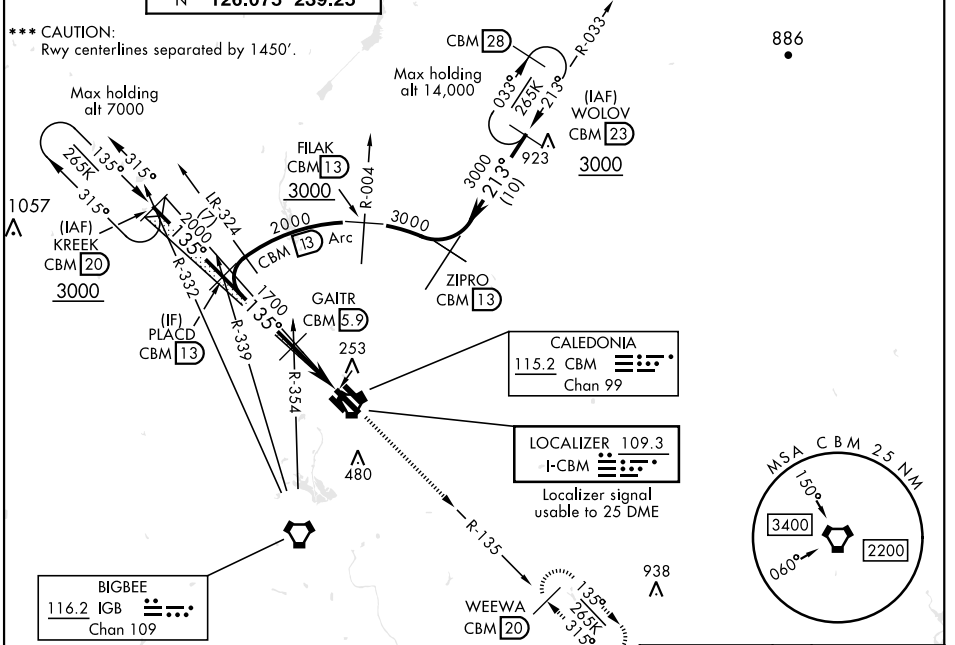 N 126.075 239.25
*** CAUTION:
Rwy centerlines separated by 1450'.
CBM 28
R-033
886
Max holding
alt 14,000
033°
265K
213°
(IAF)
WOLOV
CBM 23
3000
923
Max holding
alt 7000
135°
265K
315°
315°
FILAK
CBM 13
3000
R-004
3000
213°
(10)
LR-324
1057
(IAF)
KREEK
CBM 20
3000
(7)
2000
135°
2000
CBM 13 Arc
3000
ZIPRO
CBM 13
R-332
(IF)
PLACD
CBM 13
R-339
1700
135°
GAITR
CBM 5.9
253
R-354
CALEDONIA
115.2 CBM
Chan 99
LOCALIZER 109.3
I-CBM
Localizer signal
usable to 25 DME
480
R-135
MSA CBM 25 NM
150°
3400
060°
2200
BIGBEE
116.2 IGB
Chan 109
WEEWA
CBM 20
135°
265K
315°
938